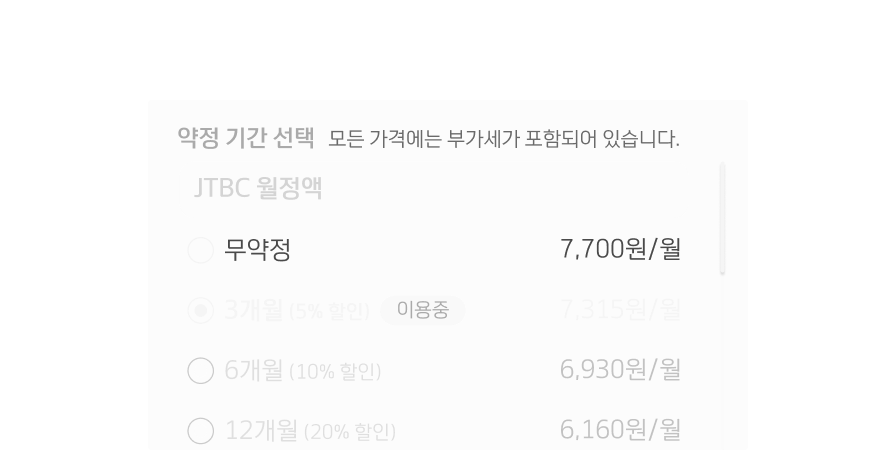 약정 기간 선택 모든 가격에는 부가세가 포함되어 있습니다.
JTBC 월정액
무약정 7,700원/월
3개월 (5% 할인) 이용중 7,315원/월
6개월 (10% 할인) 6,930원/월
12개월 (20% 할인) 6,160원/월